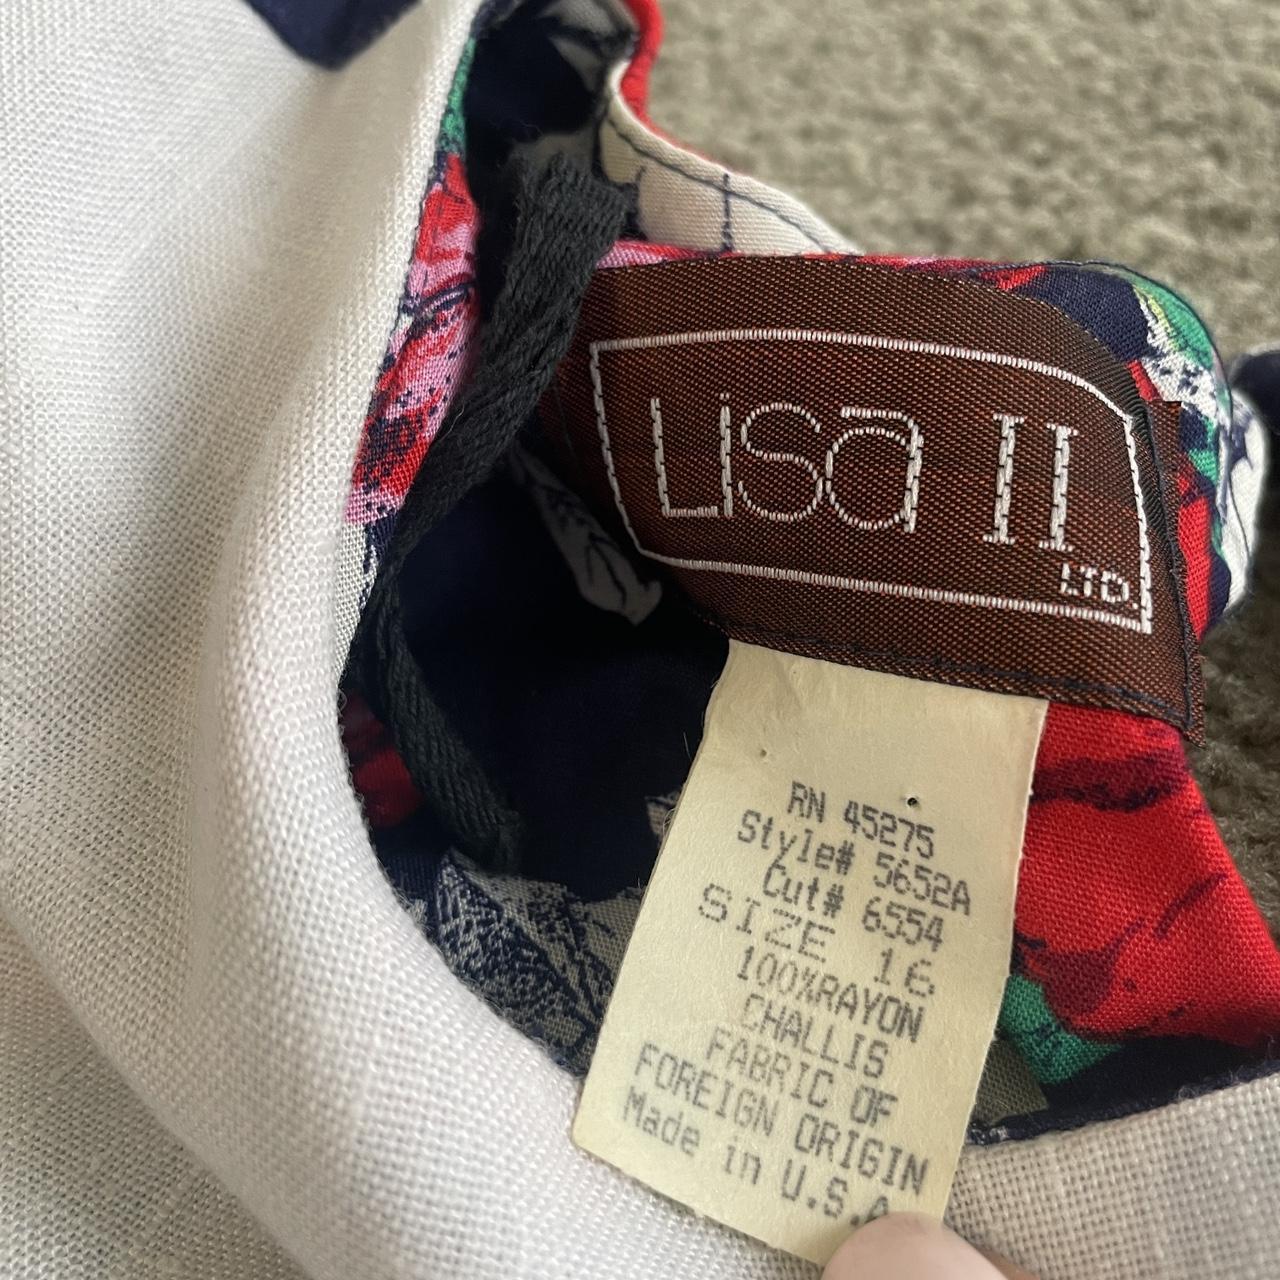 Lisa II
LTD.
RN 45275
Style# 5652A
Cut# 6554
SIZE 16
100%RAYON
CHALLIS
FABRIC OF
FOREIGN ORIGIN
Made in U.S.A